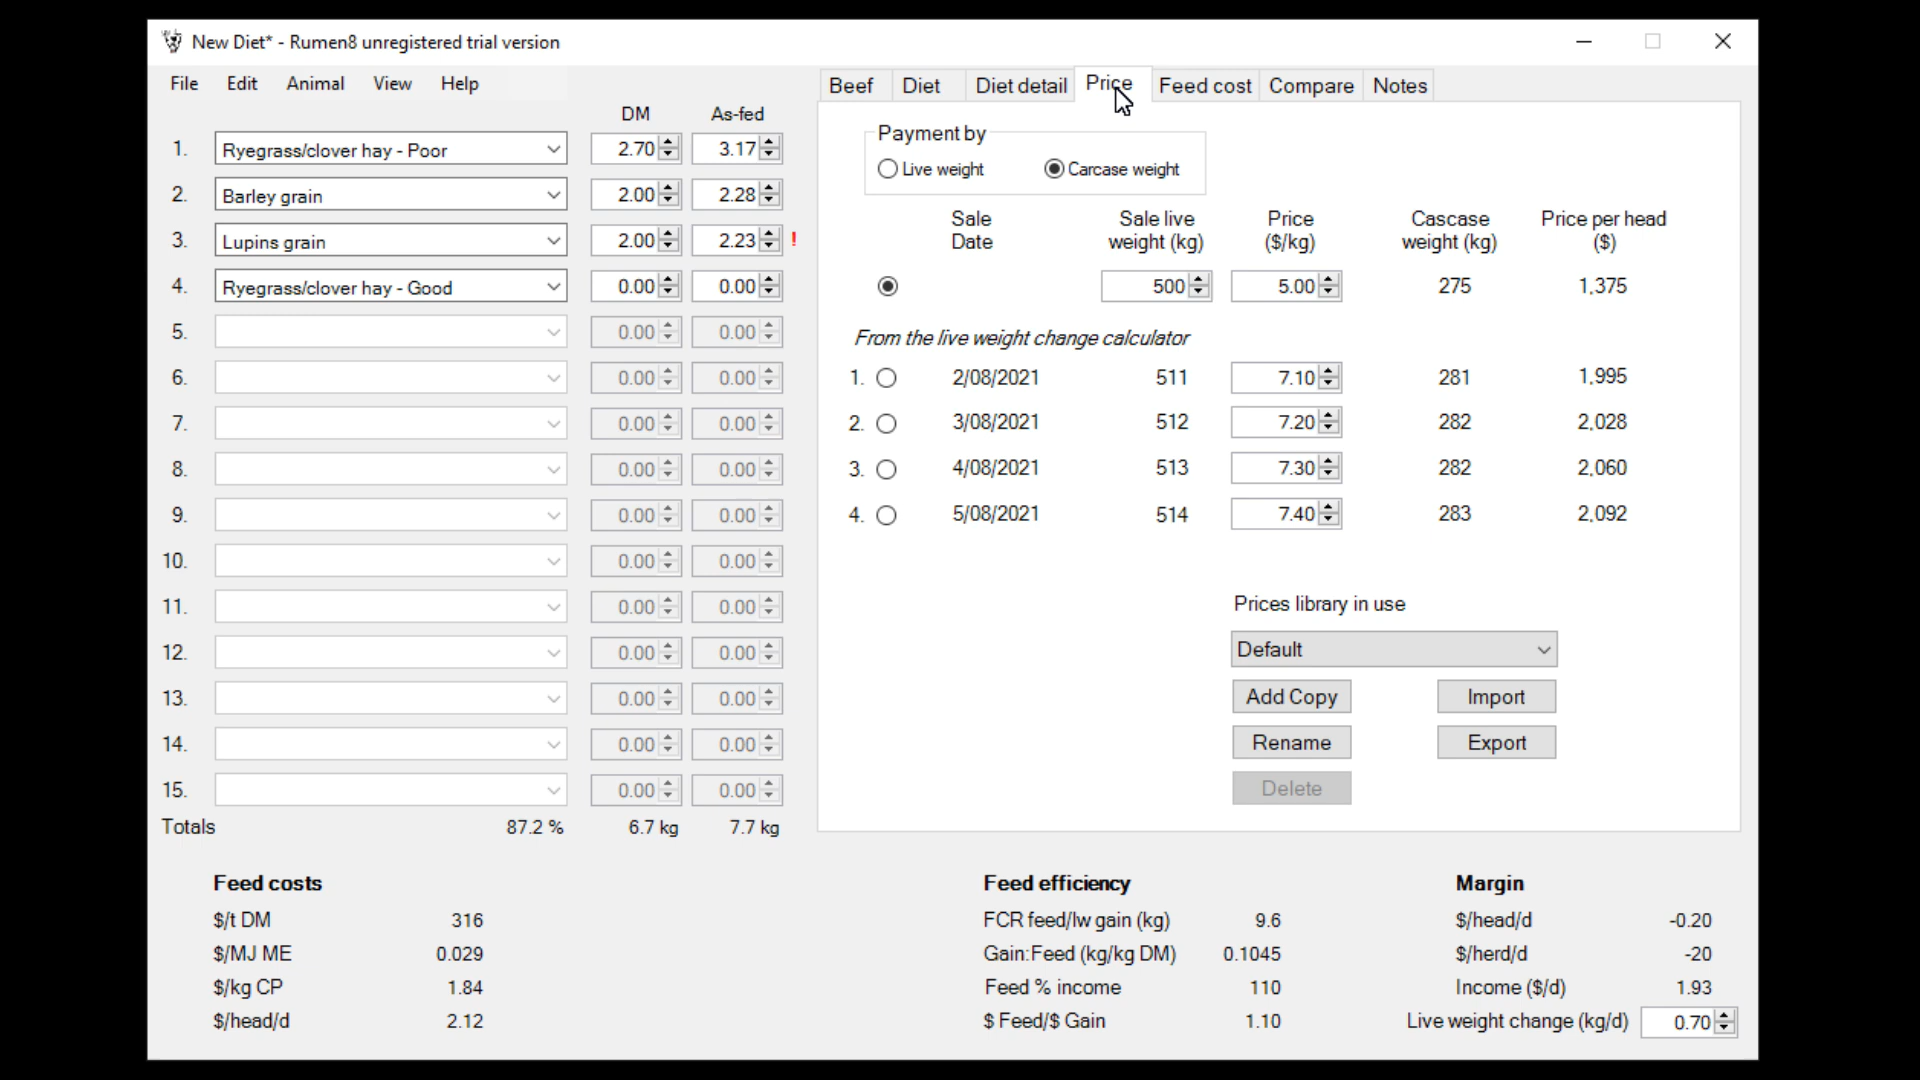 New Diet* - Rumen8 unregistered trial version
File Edit Animal View Help
Beef Diet Diet detail Price Feed cost Compare Notes
DM As-fed
1. Ryegrass/clover hay - Poor 2.70 3.17
2. Barley grain 2.00 2.28
3. Lupins grain 2.00 2.23 !
4. Ryegrass/clover hay - Good 0.00 0.00
5. 0.00 0.00
6. 0.00 0.00
7. 0.00 0.00
8. 0.00 0.00
9. 0.00 0.00
10. 0.00 0.00
11. 0.00 0.00
12. 0.00 0.00
13. 0.00 0.00
14. 0.00 0.00
15. 0.00 0.00
Totals 87.2 % 6.7 kg 7.7 kg
Payment by
Live weight Carcase weight
Sale Sale live Price Cascase Price per head
Date weight (kg) ($/kg) weight (kg) ($)
500 5.00 275 1,375
From the live weight change calculator
1. 2/08/2021 511 7.10 281 1,995
2. 3/08/2021 512 7.20 282 2,028
3. 4/08/2021 513 7.30 282 2,060
4. 5/08/2021 514 7.40 283 2,092
Prices library in use
Default
Add Copy Import
Rename Export
Delete
Feed costs
$/t DM 316
$/MJ ME 0.029
$/kg CP 1.84
$/head/d 2.12
Feed efficiency
FCR feed/lw gain (kg) 9.6
Gain:Feed (kg/kg DM) 0.1045
Feed % income 110
$ Feed/$ Gain 1.10
Margin
$/head/d -0.20
$/herd/d -20
Income ($/d) 1.93
Live weight change (kg/d) 0.70